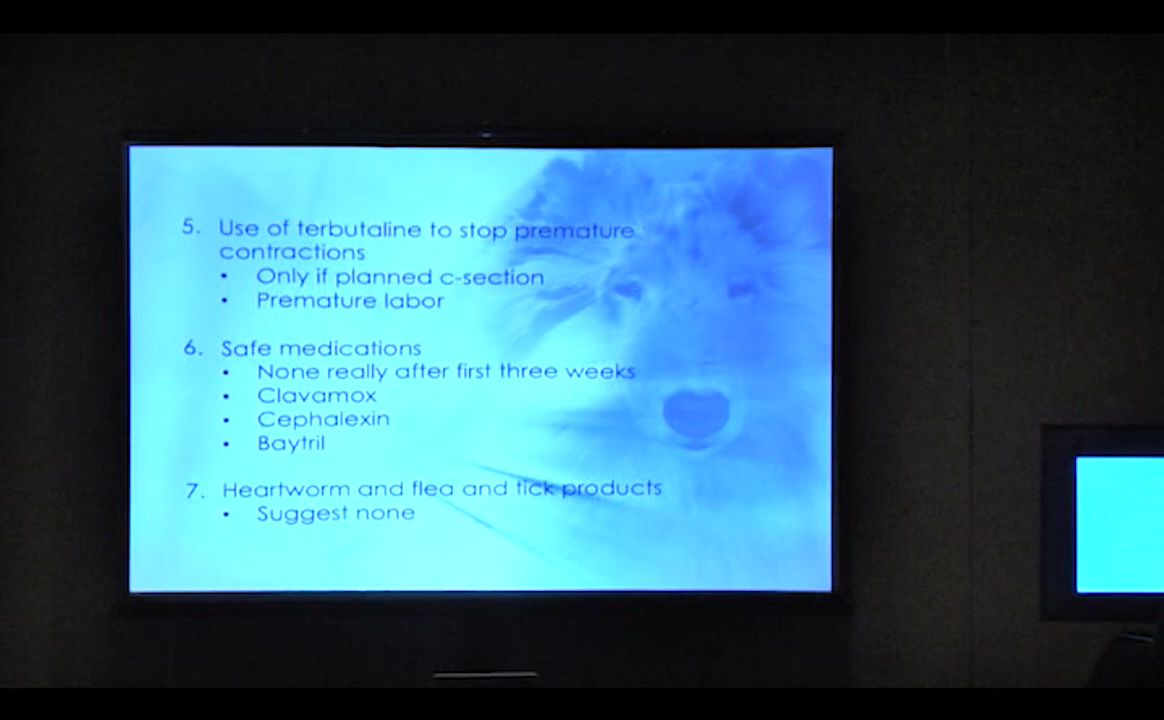 5. Use of terbutaline to stop premature
contractions
• Only if planned c-section
• Premature labor
6. Safe medications
• None really after first three weeks
• Clavamox
• Cephalexin
• Baytril
7. Heartworm and flea and tick products
• Suggest none